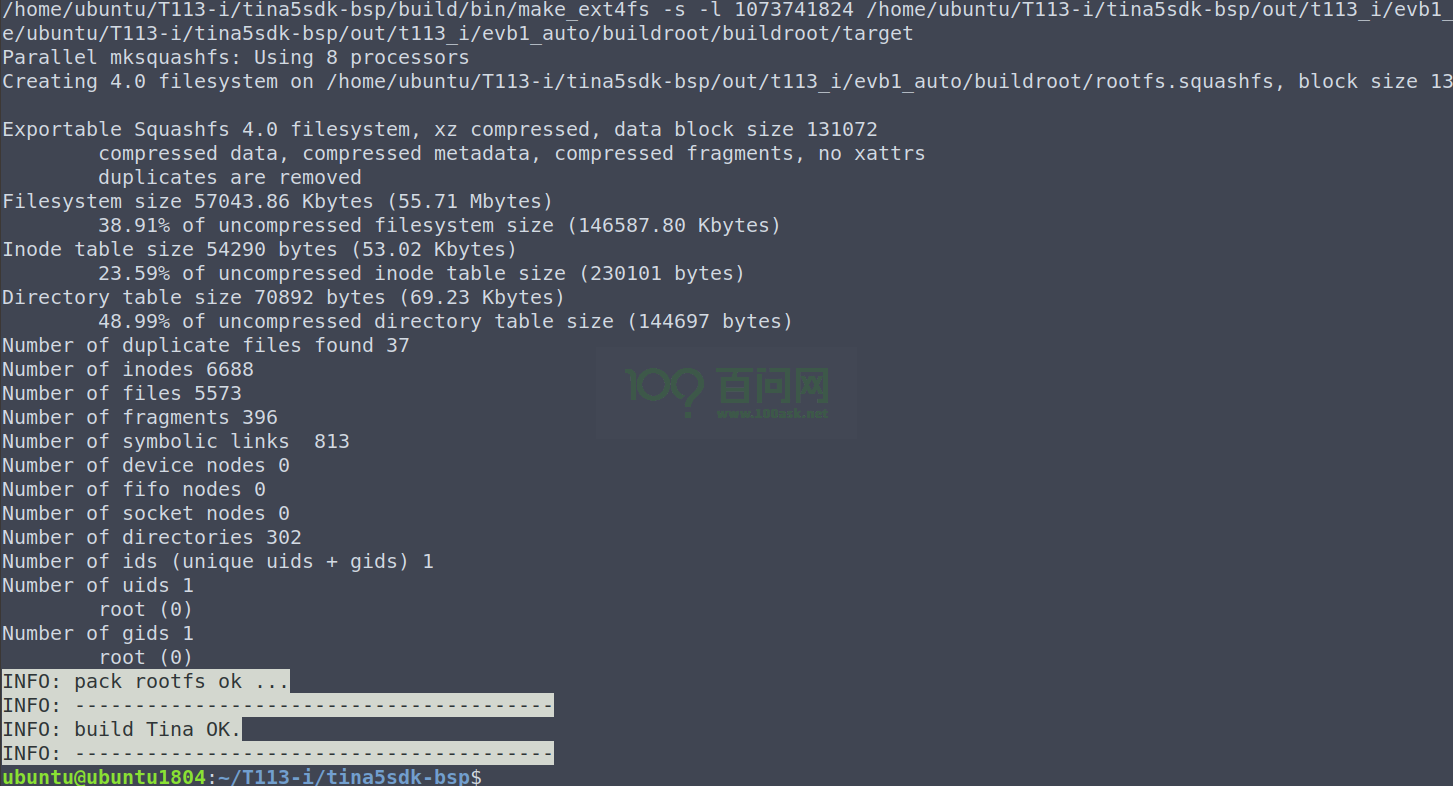 /home/ubuntu/T113-i/tina5sdk-bsp/build/bin/make_ext4fs -s -l 1073741824 /home/ubuntu/T113-i/tina5sdk-bsp/out/t113_i/evb1_
e/ubuntu/T113-i/tina5sdk-bsp/out/t113_i/evb1_auto/buildroot/buildroot/target
Parallel mksquashfs: Using 8 processors
Creating 4.0 filesystem on /home/ubuntu/T113-i/tina5sdk-bsp/out/t113_i/evb1_auto/buildroot/rootfs.squashfs, block size 13
Exportable Squashfs 4.0 filesystem, xz compressed, data block size 131072
        compressed data, compressed metadata, compressed fragments, no xattrs
        duplicates are removed
Filesystem size 57043.86 Kbytes (55.71 Mbytes)
        38.91% of uncompressed filesystem size (146587.80 Kbytes)
Inode table size 54290 bytes (53.02 Kbytes)
        23.59% of uncompressed inode table size (230101 bytes)
Directory table size 70892 bytes (69.23 Kbytes)
        48.99% of uncompressed directory table size (144697 bytes)
Number of duplicate files found 37
Number of inodes 6688
Number of files 5573
Number of fragments 396
Number of symbolic links  813
Number of device nodes 0
Number of fifo nodes 0
Number of socket nodes 0
Number of directories 302
Number of ids (unique uids + gids) 1
Number of uids 1
        root (0)
Number of gids 1
        root (0)
INFO: pack rootfs ok ...
INFO: ----------------------------------------
INFO: build Tina OK.
INFO: ----------------------------------------
ubuntu@ubuntu1804:~/T113-i/tina5sdk-bsp$
百问网
www.100ask.net